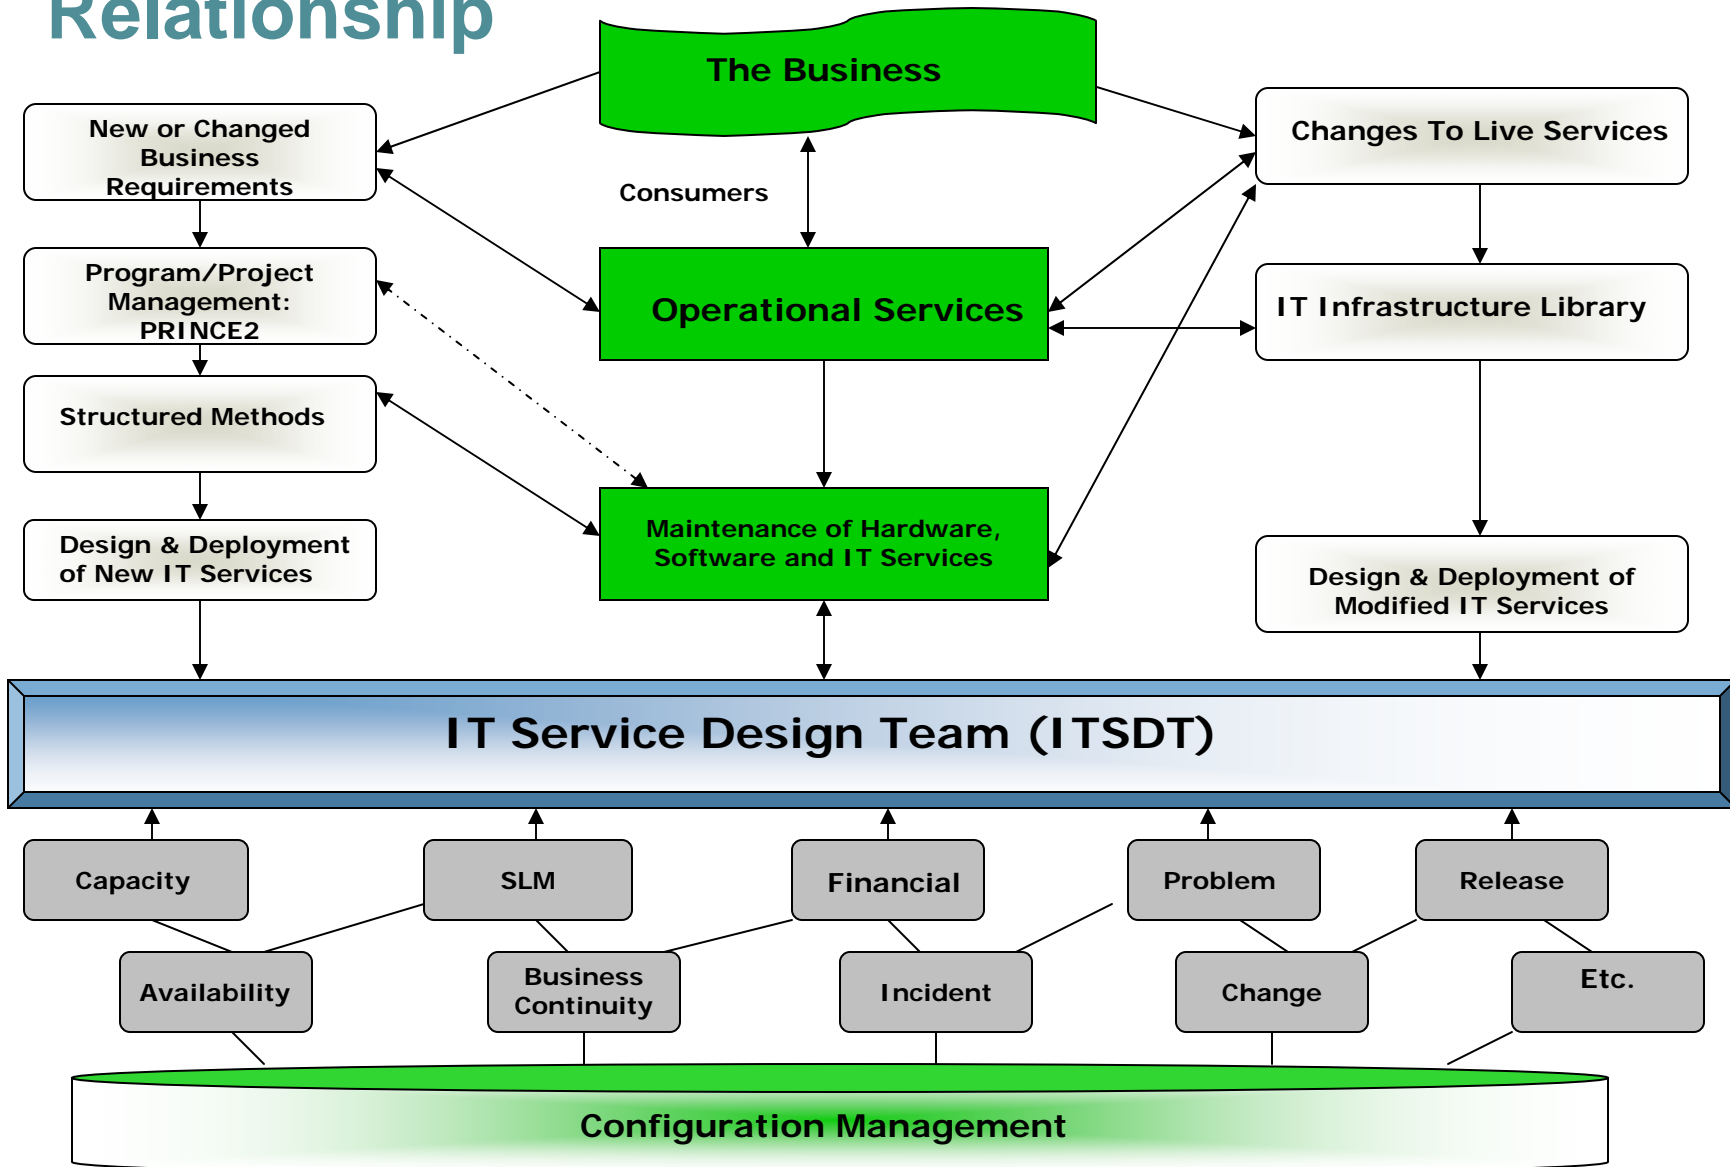 Relationship
The Business
New or Changed
Business
Requirements
Changes To Live Services
Consumers
Program/Project
Management:
PRINCE2
Operational Services
IT Infrastructure Library
Structured Methods
Design & Deployment
of New IT Services
Maintenance of Hardware,
Software and IT Services
Design & Deployment of
Modified IT Services
IT Service Design Team (ITSDT)
Capacity
SLM
Financial
Problem
Release
Availability
Business
Continuity
Incident
Change
Etc.
Configuration Management